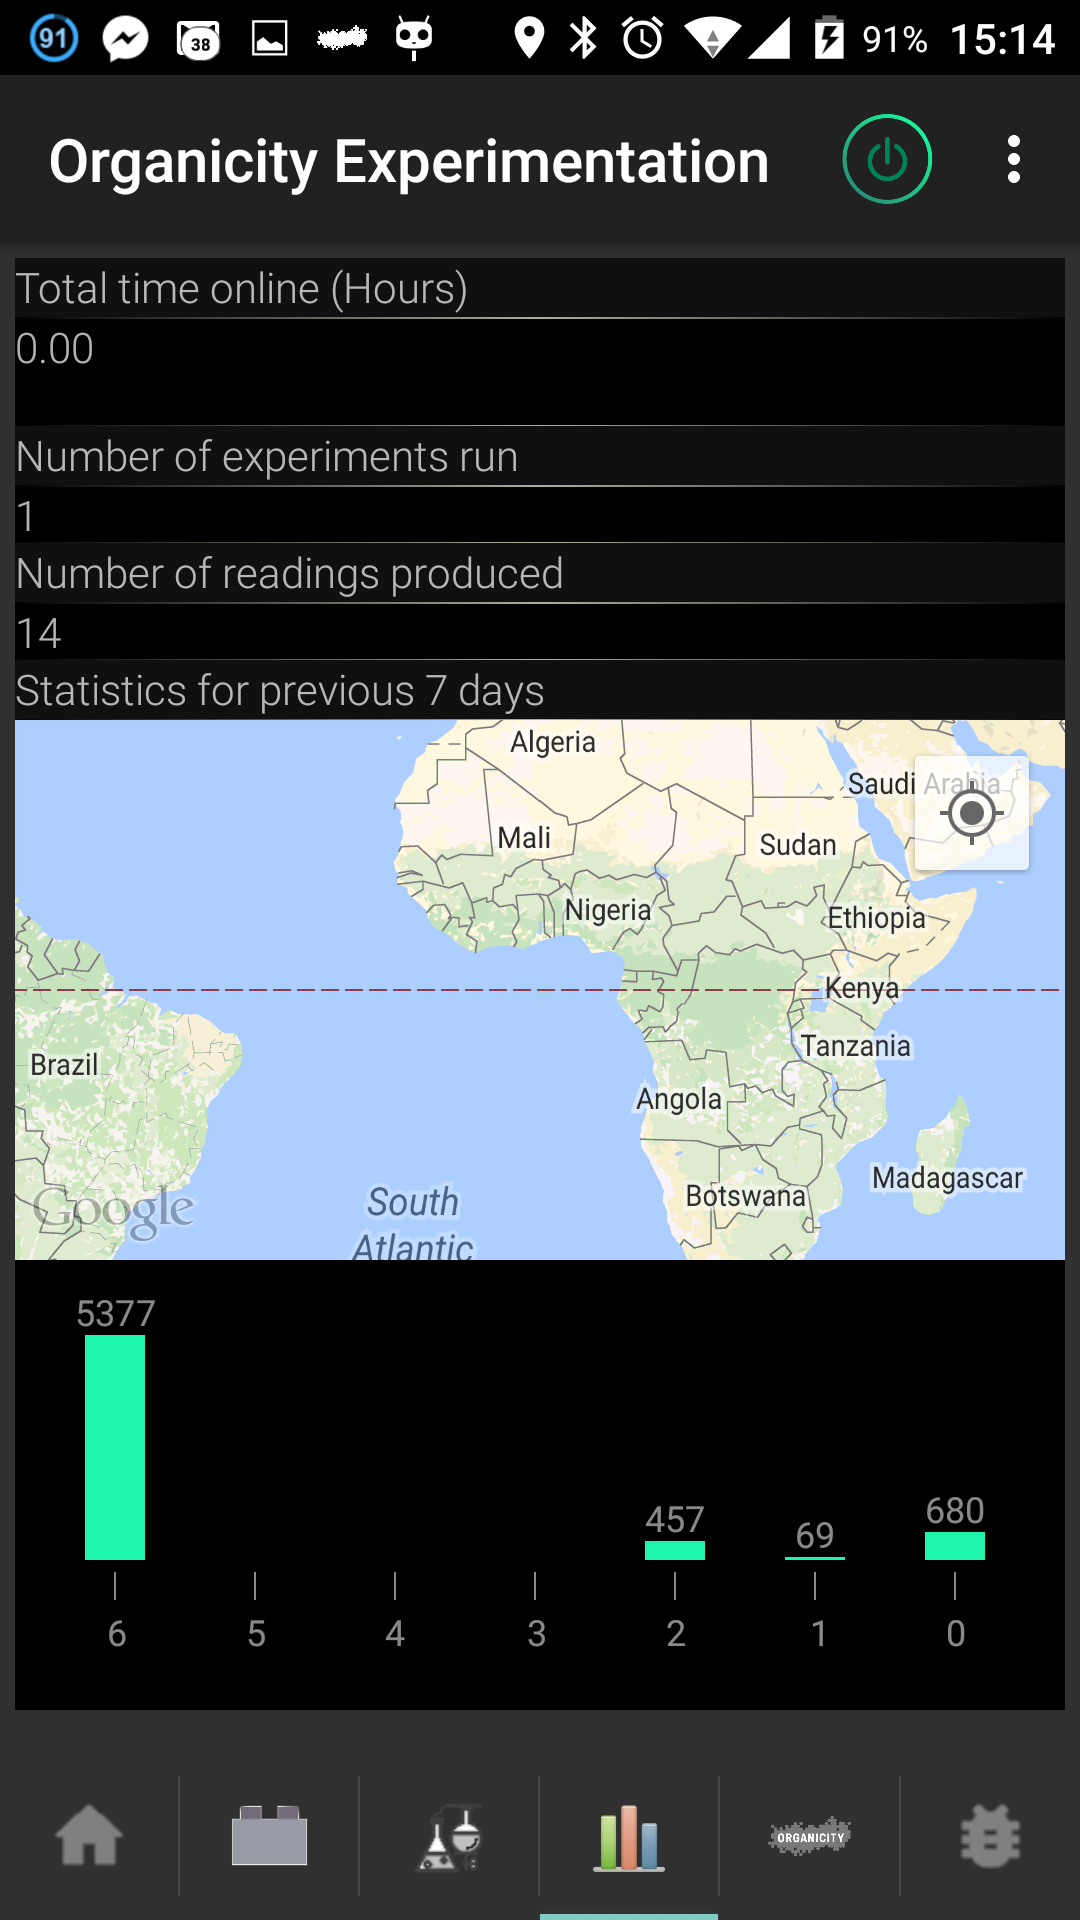 91 38 91% 15:14
Organicity Experimentation
Total time online (Hours)
0.00
Number of experiments run
1
Number of readings produced
14
Statistics for previous 7 days
Algeria
Saudi Arabia
Mali
Sudan
Nigeria
Ethiopia
Kenya
Tanzania
Brazil
Angola
Madagascar
Botswana
South
Atlantic
Google
5377
457
69
680
6 5 4 3 2 1 0
ORGANICITY